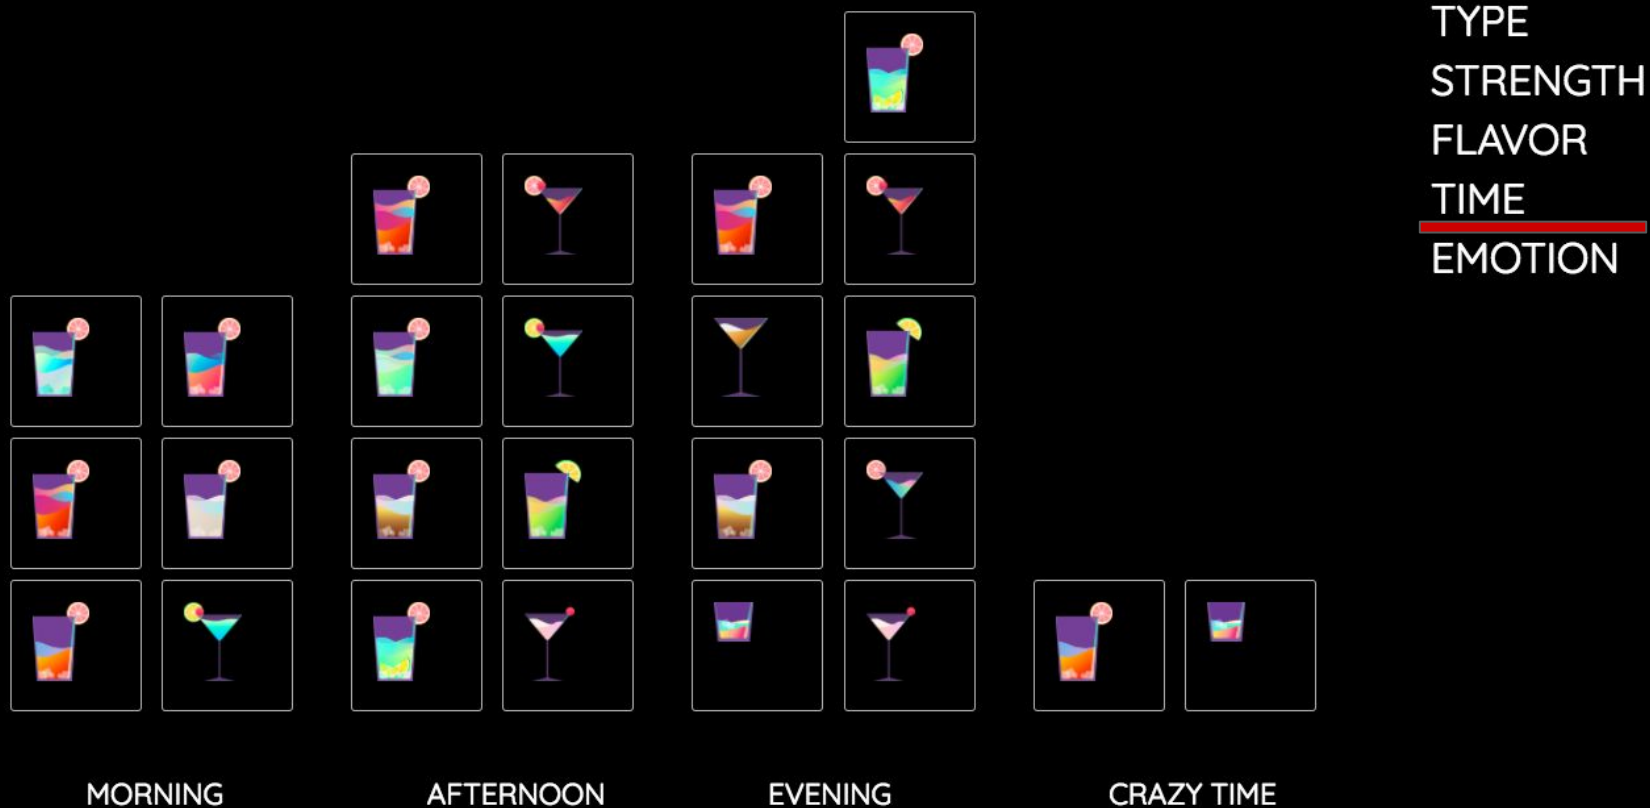 TYPE
STRENGTH
FLAVOR
TIME
EMOTION
MORNING
AFTERNOON
EVENING
CRAZY TIME